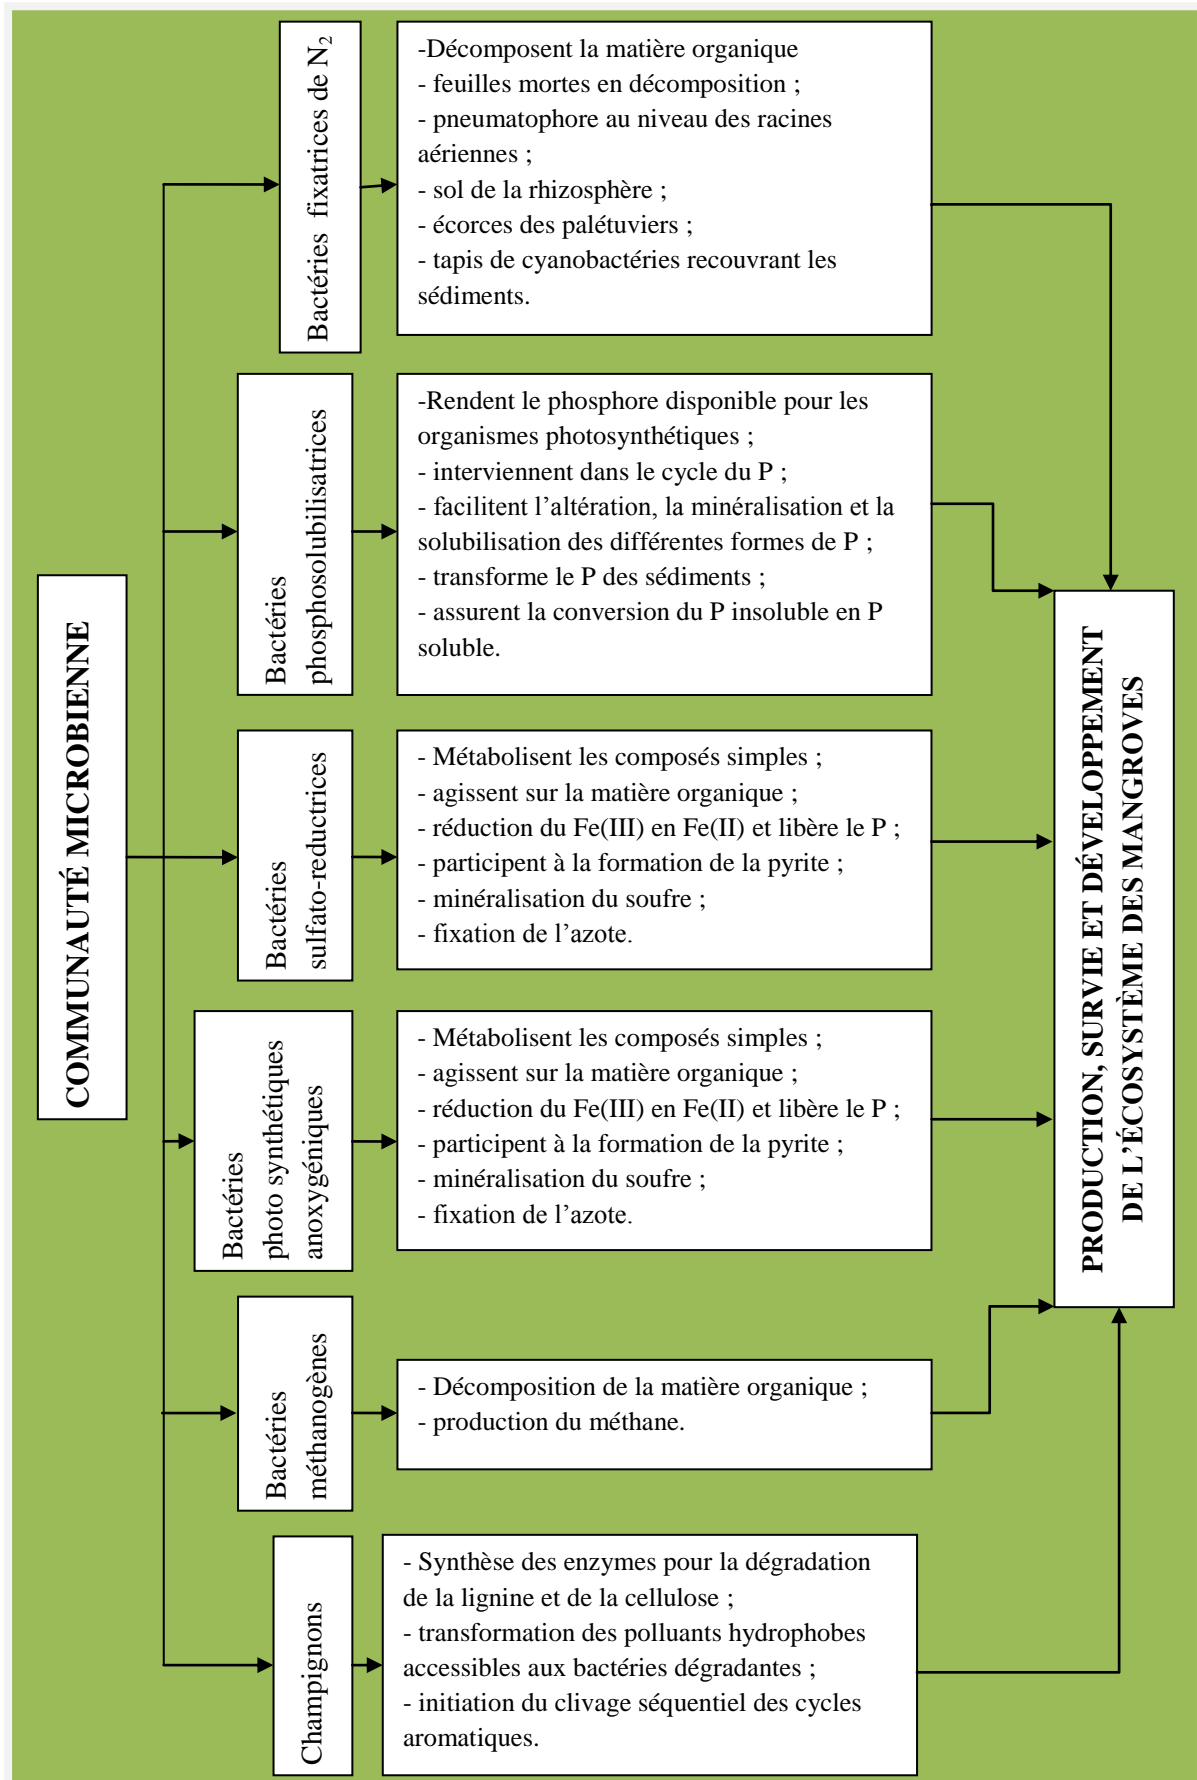 COMMUNAUTÉ MICROBIENNE
Bactéries fixatrices de N₂
-Décomposent la matière organique
- feuilles mortes en décomposition ;
- pneumatophore au niveau des racines
aériennes ;
- sol de la rhizosphère ;
- écorces des palétuviers ;
- tapis de cyanobactéries recouvrant les
sédiments.
Bactéries
phosphosolubilisatrices
-Rendent le phosphore disponible pour les
organismes photosynthétiques ;
- interviennent dans le cycle du P ;
- facilitent l'altération, la minéralisation et la
solubilisation des différentes formes de P ;
- transforme le P des sédiments ;
- assurent la conversion du P insoluble en P
soluble.
Bactéries
sulfato-reductrices
- Métabolisent les composés simples ;
- agissent sur la matière organique ;
- réduction du Fe(III) en Fe(II) et libère le P ;
- participent à la formation de la pyrite ;
- minéralisation du soufre ;
- fixation de l'azote.
Bactéries
photo synthétiques
anoxygéniques
- Métabolisent les composés simples ;
- agissent sur la matière organique ;
- réduction du Fe(III) en Fe(II) et libère le P ;
- participent à la formation de la pyrite ;
- minéralisation du soufre ;
- fixation de l'azote.
Bactéries
méthanogènes
- Décomposition de la matière organique ;
- production du méthane.
Champignons
- Synthèse des enzymes pour la dégradation
de la lignine et de la cellulose ;
- transformation des polluants hydrophobes
accessibles aux bactéries dégradantes ;
- initiation du clivage séquentiel des cycles
aromatiques.
PRODUCTION, SURVIE ET DÉVELOPPEMENT
DE L'ÉCOSYSTÈME DES MANGROVES